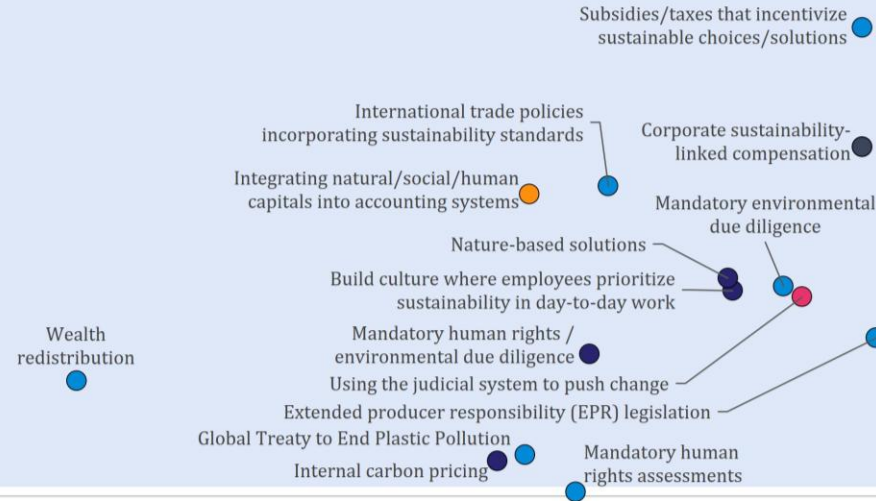 Subsidies/taxes that incentivize
sustainable choices/solutions
International trade policies
incorporating sustainability standards
Corporate sustainability-
linked compensation
Integrating natural/social/human
capitals into accounting systems
Mandatory environmental
due diligence
Nature-based solutions
Build culture where employees prioritize
sustainability in day-to-day work
Wealth
redistribution
Mandatory human rights /
environmental due diligence
Using the judicial system to push change
Extended producer responsibility (EPR) legislation
Global Treaty to End Plastic Pollution
Internal carbon pricing
Mandatory human
rights assessments